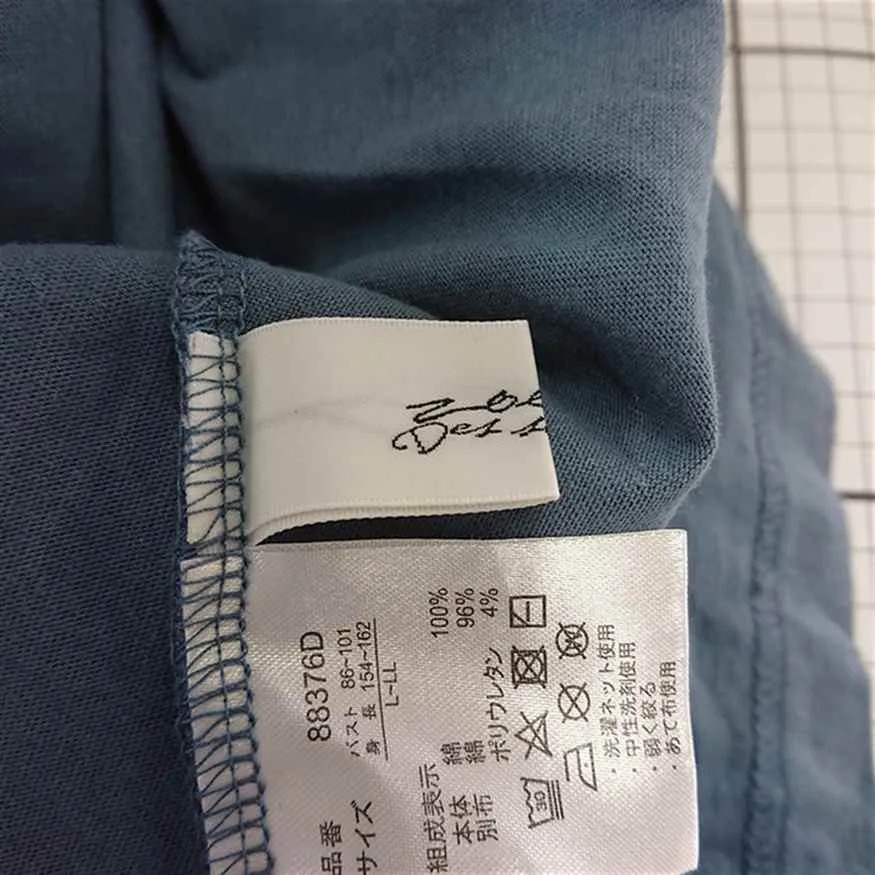 品番 88376D
サイズ バスト 86~101
身長 154~162
L~LL
組成表示
本体 綿 100%
別布 綿 96%
ポリウレタン 4%
30
・洗濯ネット使用
・中性洗剤使用
・弱く絞る
・あて布使用